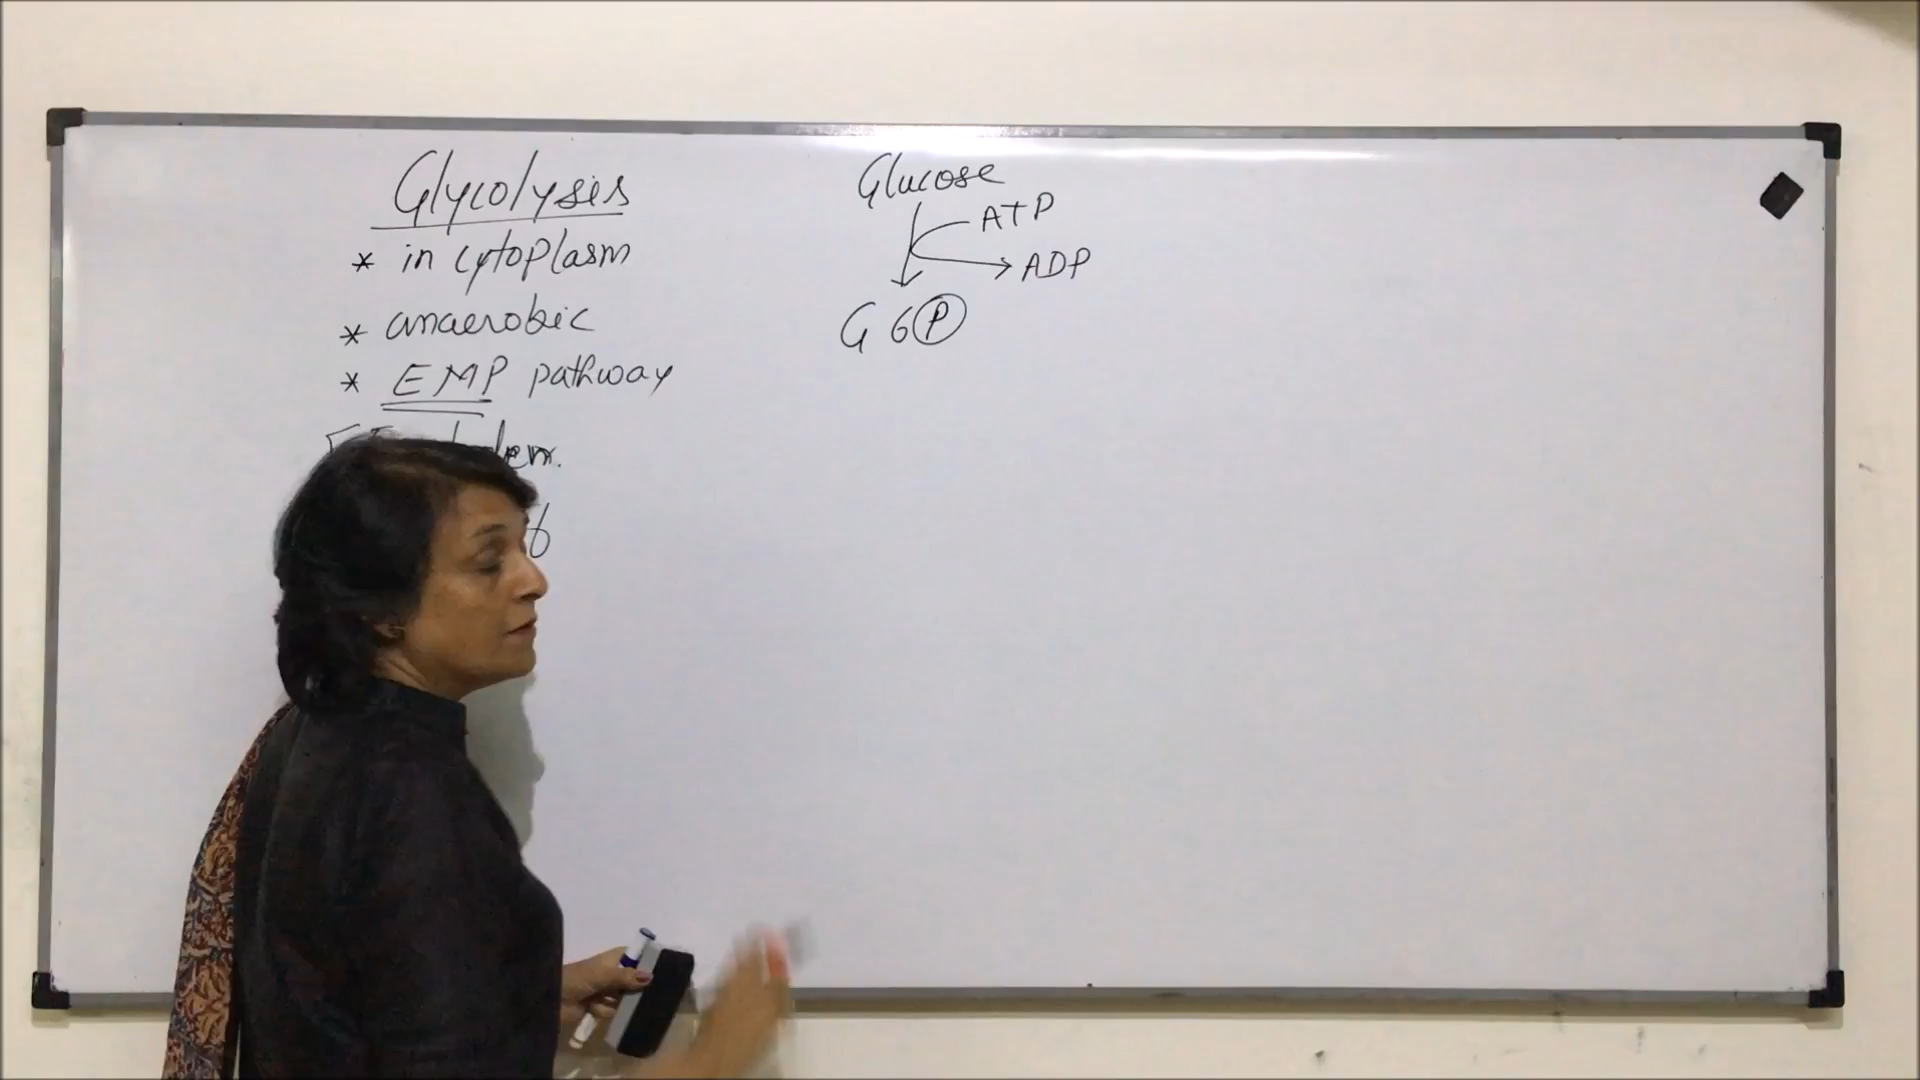 Glycolysis
* in cytoplasm
* anaerobic
* EMP pathway
Glucose
ATP
ADP
G 6 P